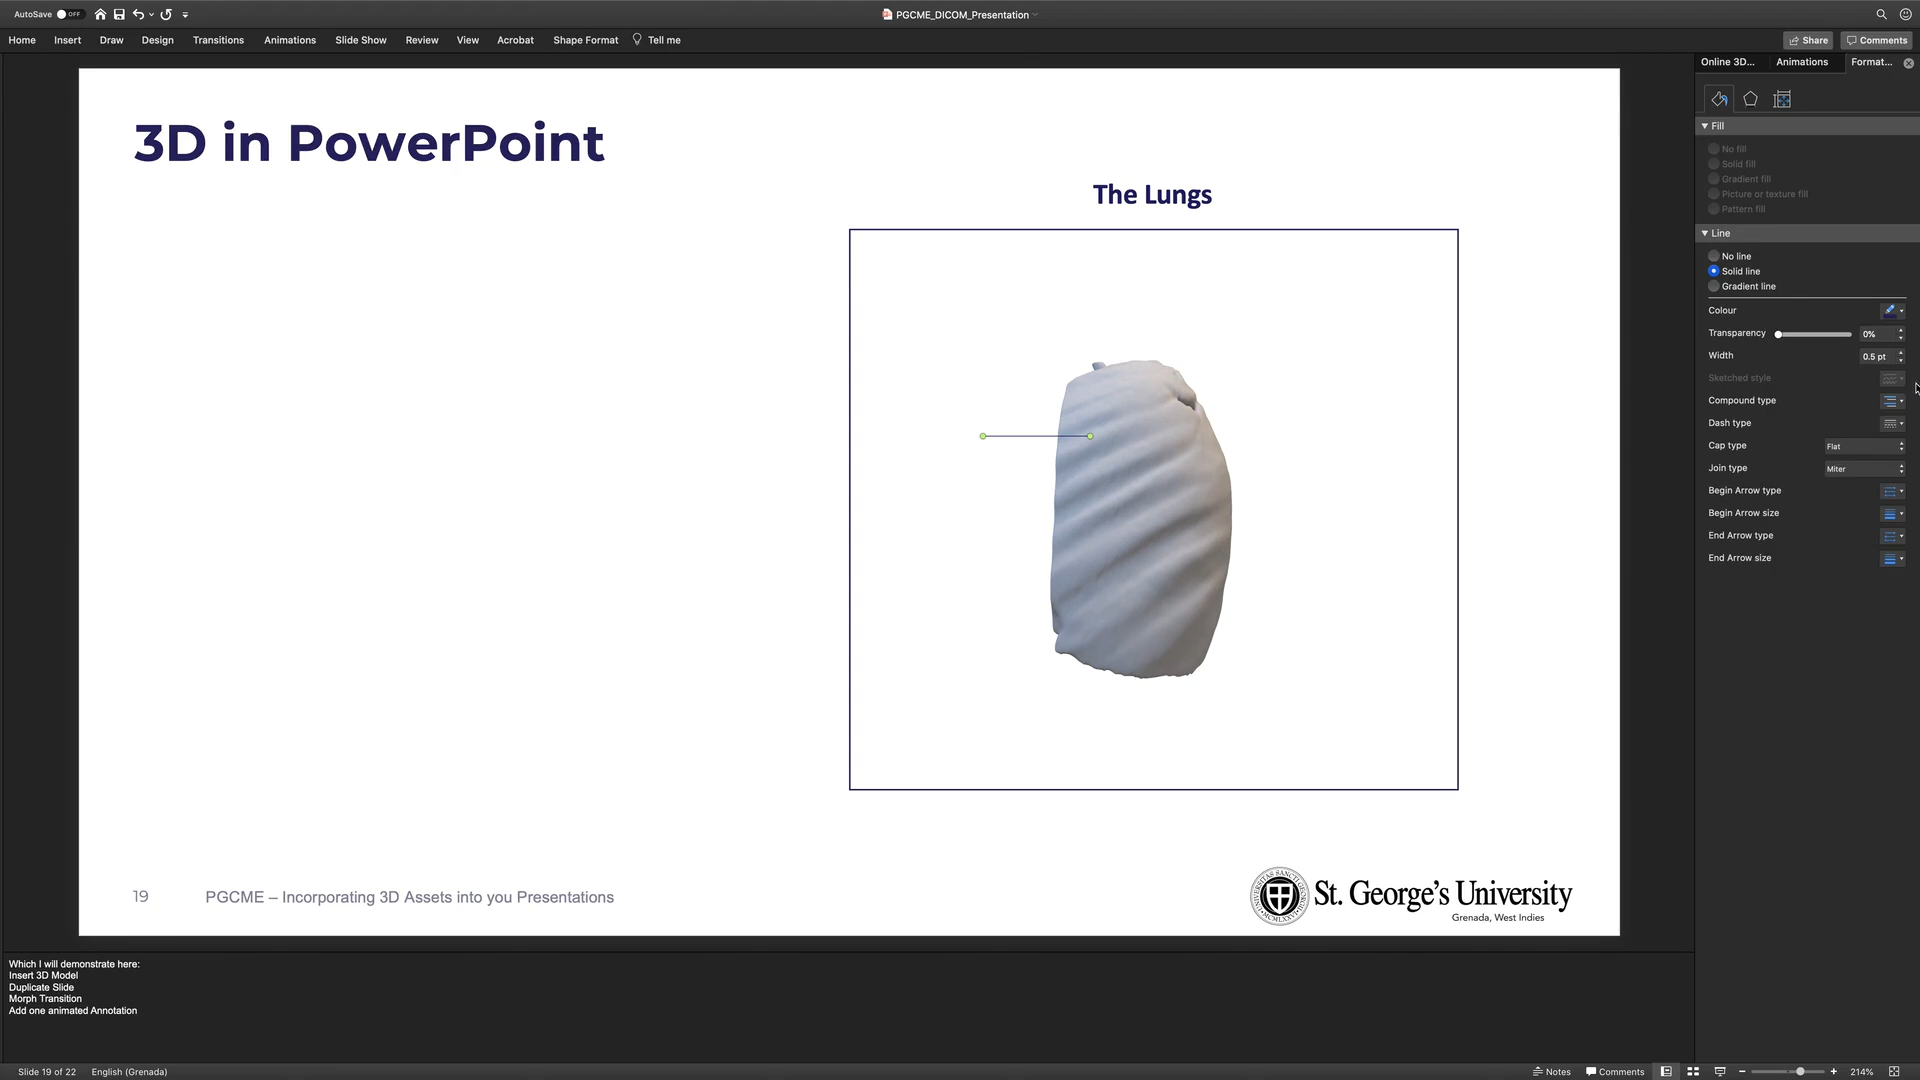 AutoSave OFF
PGCME_DICOM_Presentation
Home Insert Draw Design Transitions Animations Slide Show Review View Acrobat Shape Format Tell me
Share Comments
Online 3D... Animations Format...
3D in PowerPoint
The Lungs
19
PGCME – Incorporating 3D Assets into you Presentations
St. George's University
Grenada, West Indies
Fill
No fill
Solid fill
Gradient fill
Picture or texture fill
Pattern fill
Line
No line
Solid line
Gradient line
Colour
Transparency 0%
Width 0.5 pt
Sketched style
Compound type
Dash type
Cap type Flat
Join type Miter
Begin Arrow type
Begin Arrow size
End Arrow type
End Arrow size
Which I will demonstrate here:
Insert 3D Model
Duplicate Slide
Morph Transition
Add one animated Annotation
Slide 19 of 22 English (Grenada) Notes Comments 214%